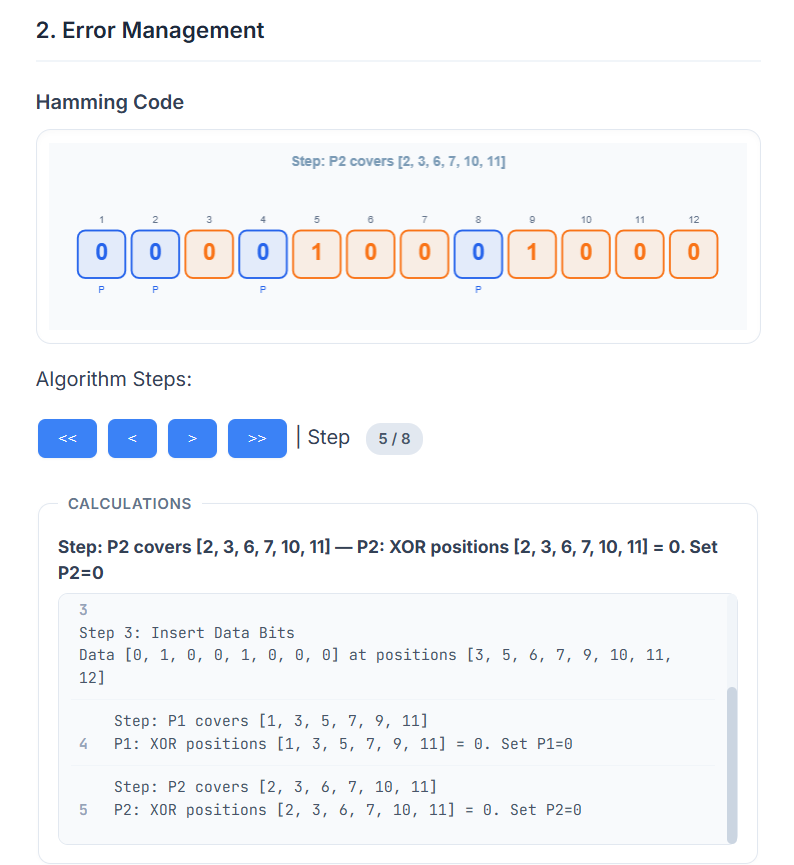 2. Error Management
Hamming Code
Step: P2 covers [2, 3, 6, 7, 10, 11]
1 2 3 4 5 6 7 8 9 10 11 12
0 0 0 0 1 0 0 0 1 0 0 0
P P P P
Algorithm Steps:
<< < > >> | Step 5 / 8
CALCULATIONS
Step: P2 covers [2, 3, 6, 7, 10, 11] — P2: XOR positions [2, 3, 6, 7, 10, 11] = 0. Set
P2=0
3
Step 3: Insert Data Bits
Data [0, 1, 0, 0, 1, 0, 0, 0] at positions [3, 5, 6, 7, 9, 10, 11,
12]
Step: P1 covers [1, 3, 5, 7, 9, 11]
4 P1: XOR positions [1, 3, 5, 7, 9, 11] = 0. Set P1=0
Step: P2 covers [2, 3, 6, 7, 10, 11]
5 P2: XOR positions [2, 3, 6, 7, 10, 11] = 0. Set P2=0